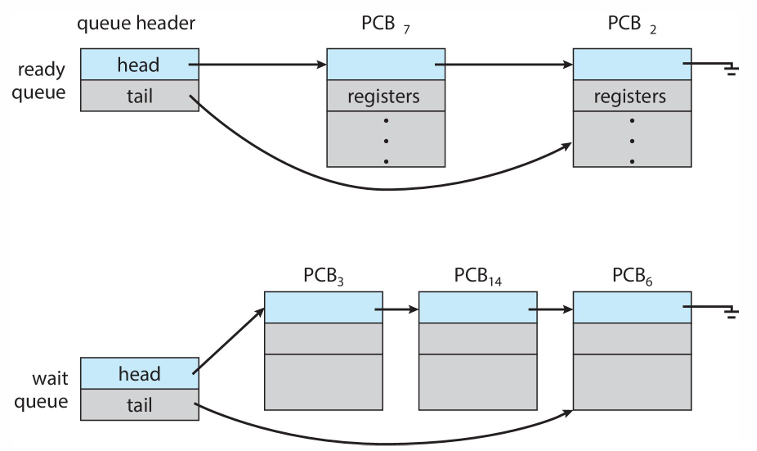 queue header PCB 7 PCB 2
ready
queue
head
tail
registers registers
PCB3 PCB14 PCB6
wait
queue
head
tail